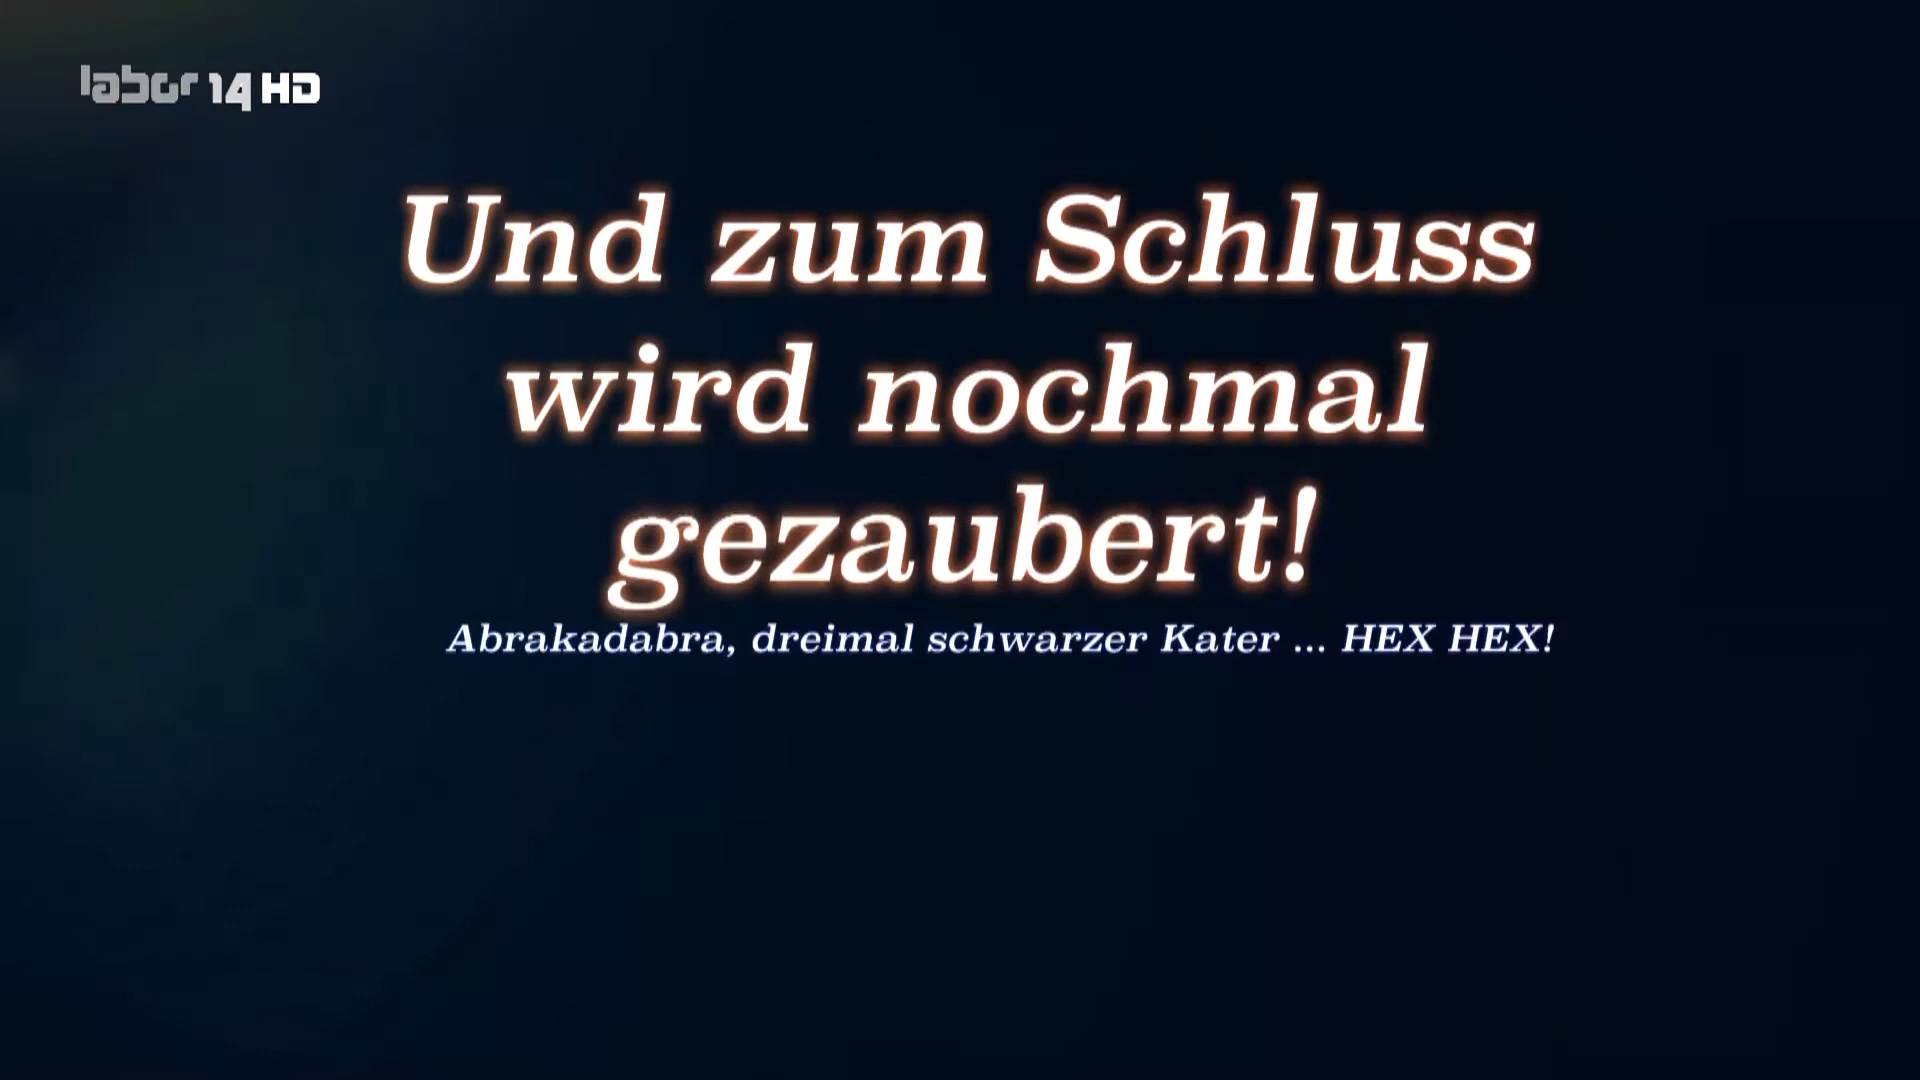 labor 14 HD
Und zum Schluss
wird nochmal
gezaubert!
Abrakadabra, dreimal schwarzer Kater ... HEX HEX!